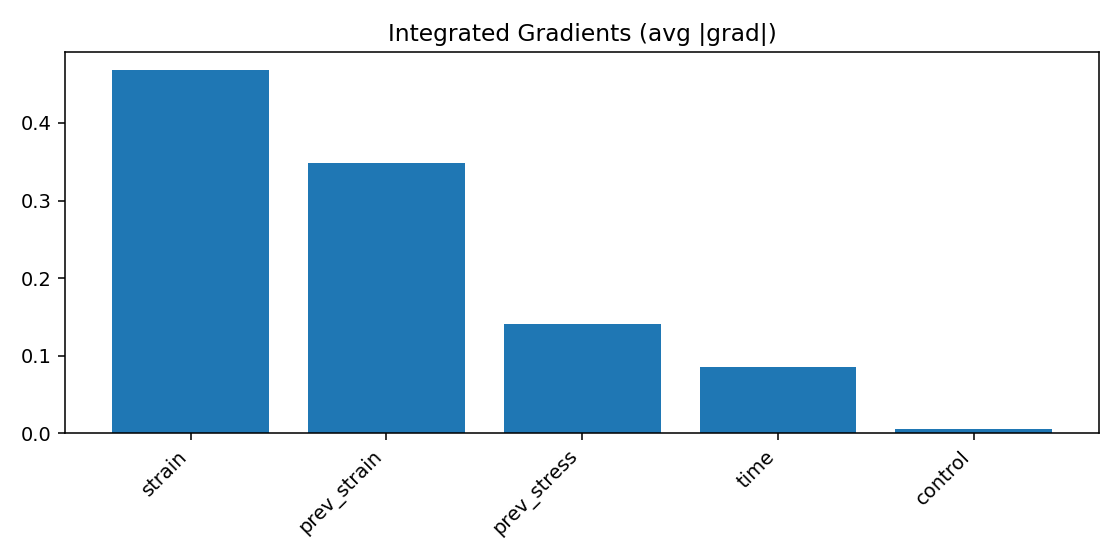 Integrated Gradients (avg |grad|)
0.4
0.3
0.2
0.1
0.0
strain
prev_strain
prev_stress
time
control